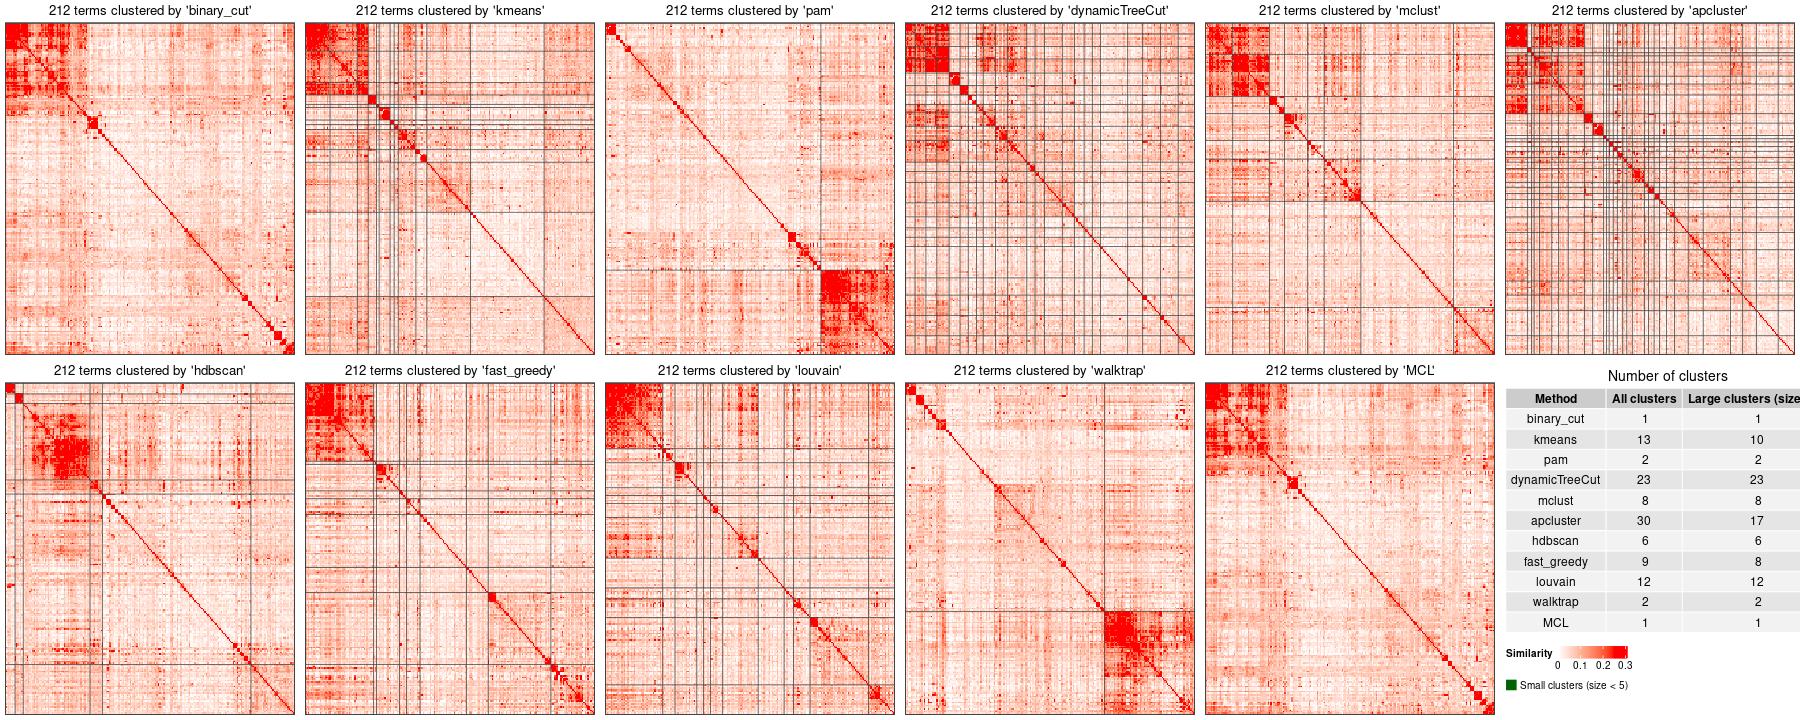 212 terms clustered by 'binary_cut'
212 terms clustered by 'kmeans'
212 terms clustered by 'pam'
212 terms clustered by 'dynamicTreeCut'
212 terms clustered by 'mclust'
212 terms clustered by 'apcluster'
212 terms clustered by 'hdbscan'
212 terms clustered by 'fast_greedy'
212 terms clustered by 'louvain'
212 terms clustered by 'walktrap'
212 terms clustered by 'MCL'
Number of clusters
Method All clusters Large clusters (size
binary_cut 1 1
kmeans 13 10
pam 2 2
dynamicTreeCut 23 23
mclust 8 8
apcluster 30 17
hdbscan 6 6
fast_greedy 9 8
louvain 12 12
walktrap 2 2
MCL 1 1
Similarity
0 0.1 0.2 0.3
Small clusters (size < 5)